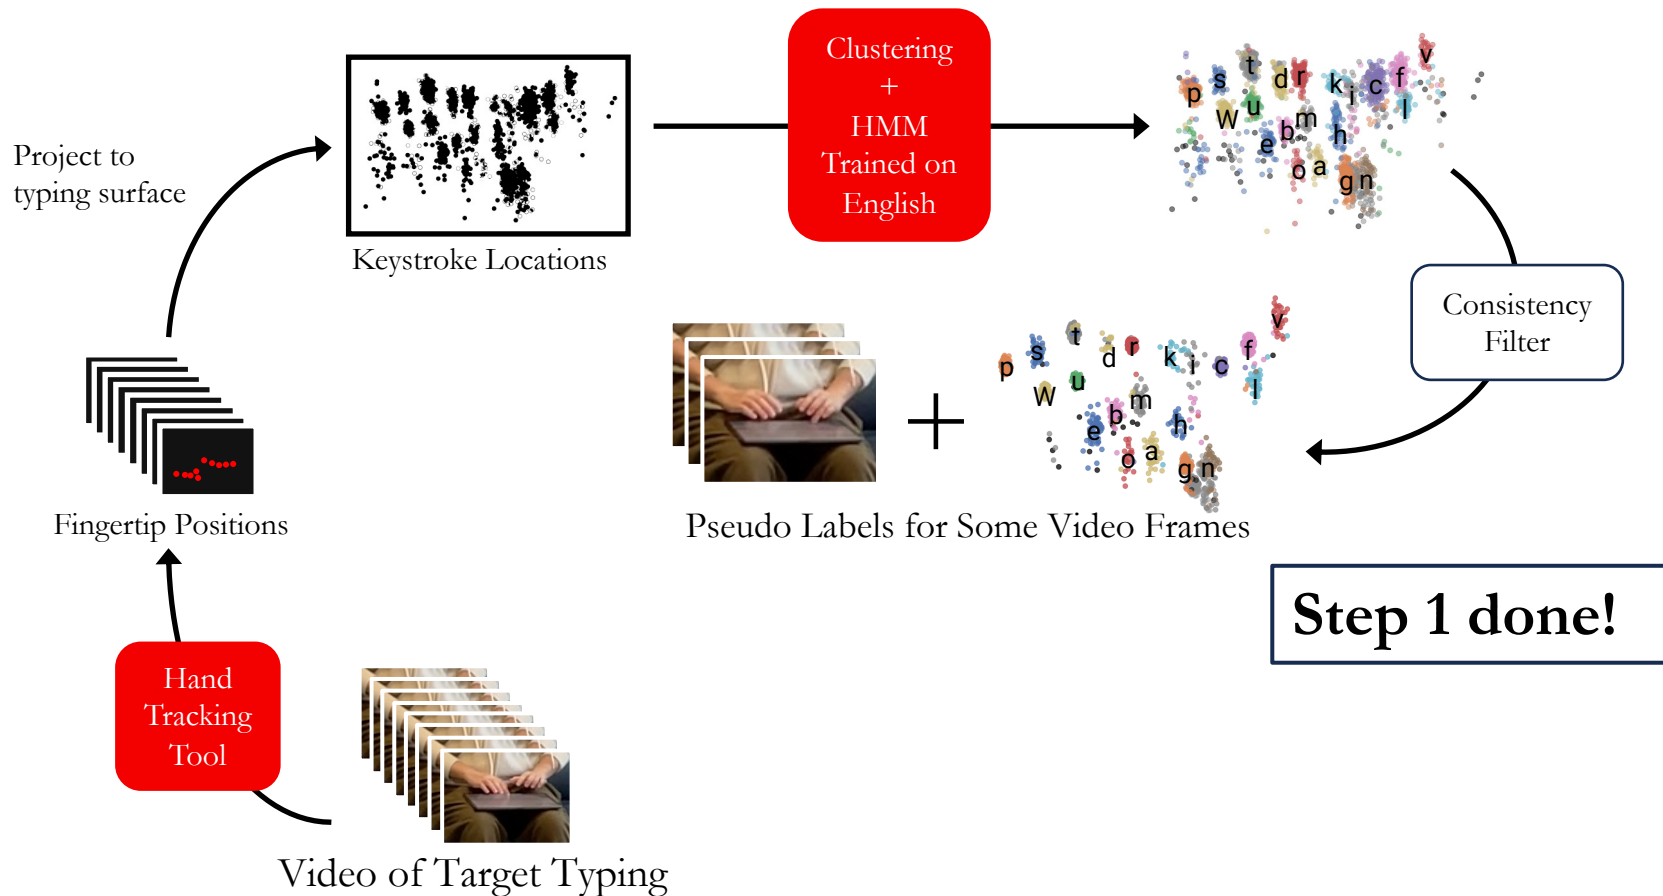 Project to
typing surface
Keystroke Locations
Clustering
+
HMM
Trained on
English
v
t
s
d
r
k
i
c
f
l
p
w
u
b
m
h
e
o
a
g
n
Consistency
Filter
v
t
s
d
r
k
i
c
f
l
p
w
u
b
m
h
e
o
a
g
n
+
Pseudo Labels for Some Video Frames
Fingertip Positions
Step 1 done!
Hand
Tracking
Tool
Video of Target Typing